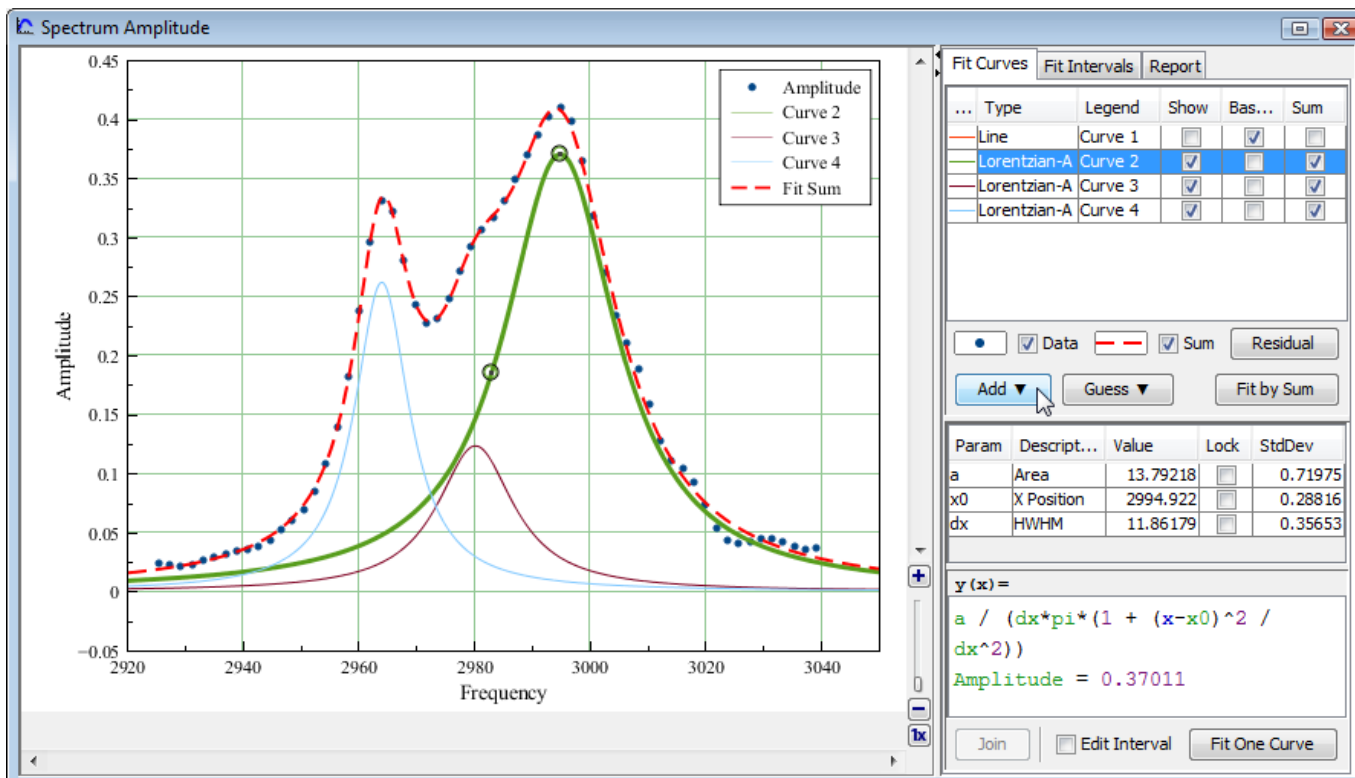 Spectrum Amplitude
0.45
0.4
0.35
0.3
0.25
0.2
0.15
0.1
0.05
0
−0.05
2920 2940 2960 2980 3000 3020 3040
Amplitude
Frequency
Amplitude
Curve 2
Curve 3
Curve 4
Fit Sum
1x
Fit Curves Fit Intervals Report
... Type Legend Show Bas... Sum
Line Curve 1
Lorentzian-A Curve 2
Lorentzian-A Curve 3
Lorentzian-A Curve 4
Data Sum Residual
Add ▼ Guess ▼ Fit by Sum
Param Descript... Value Lock StdDev
a Area 13.79218 0.71975
x0 X Position 2994.922 0.28816
dx HWHM 11.86179 0.35653
y(x)=
a / (dx*pi*(1 + (x-x0)^2 /
dx^2))
Amplitude = 0.37011
Join Edit Interval Fit One Curve